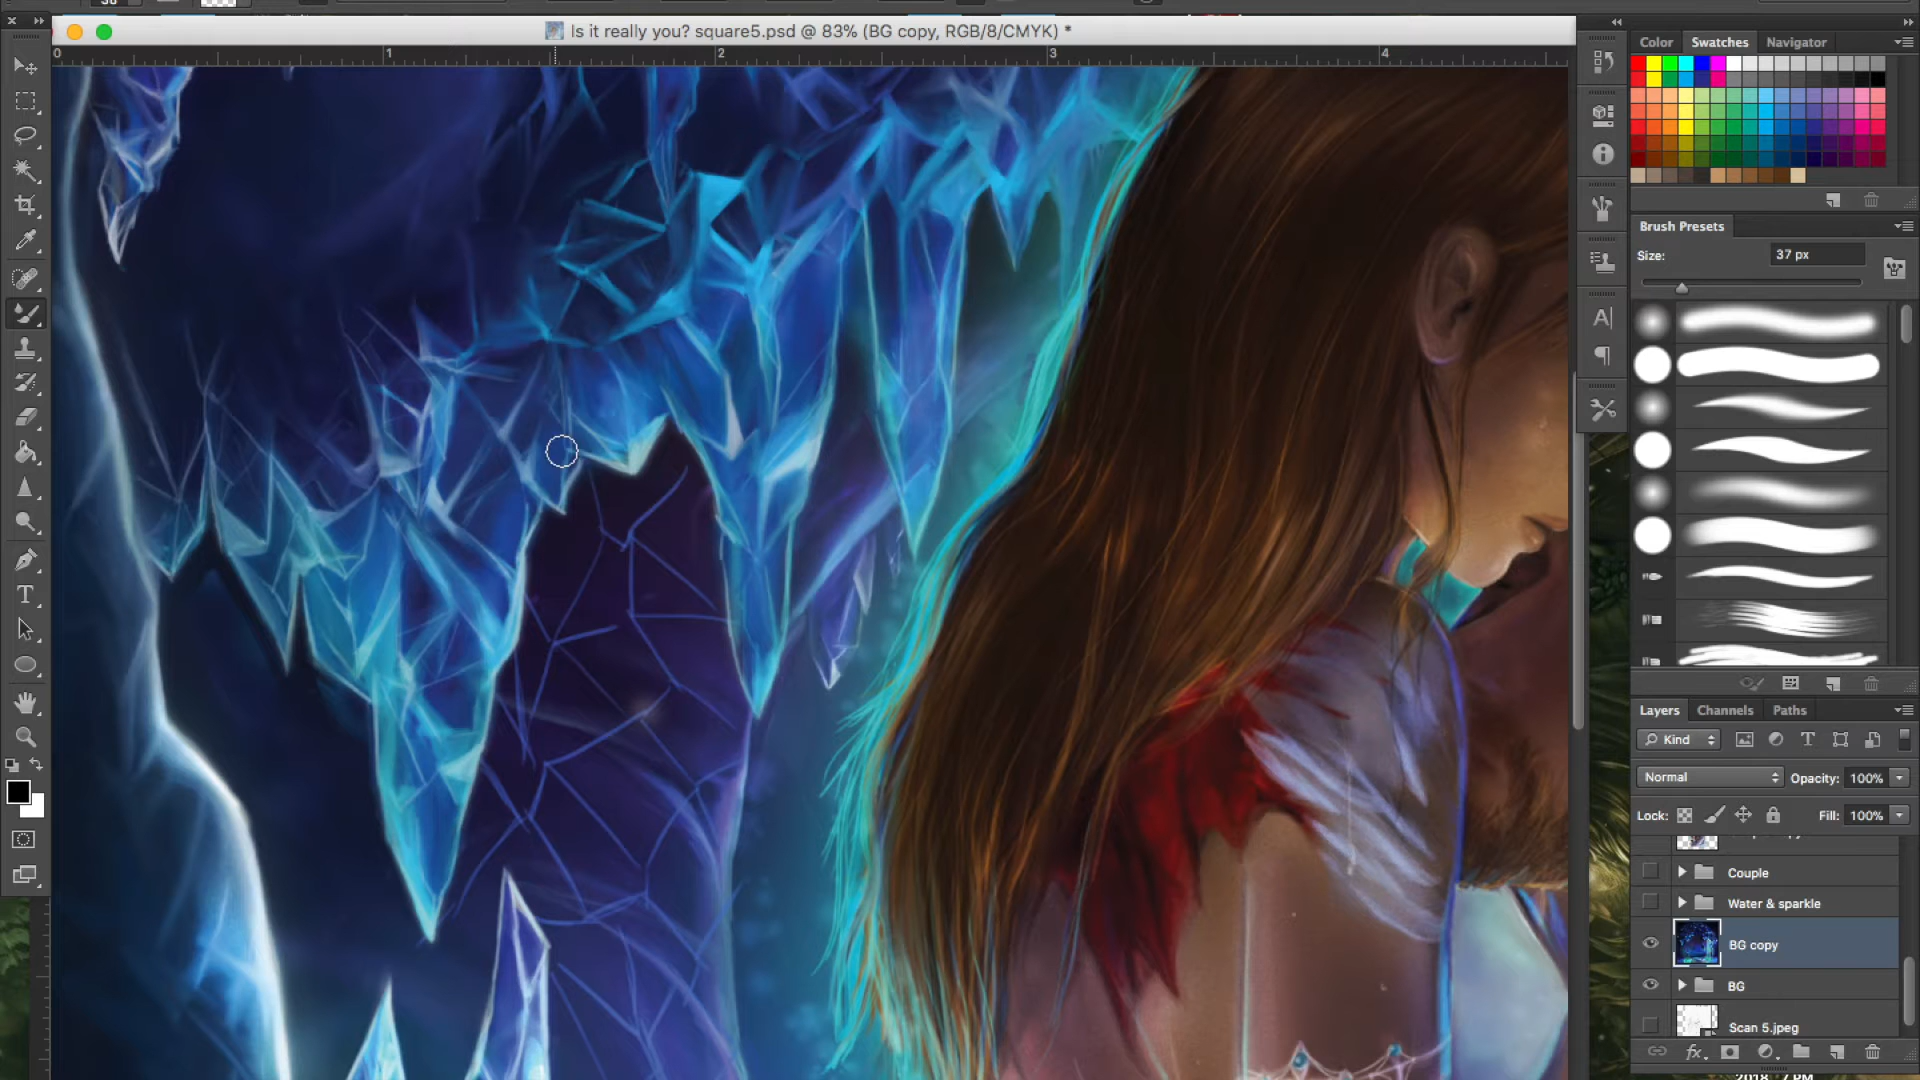 Is it really you? square5.psd @ 83% (BG copy, RGB/8/CMYK) *
0 1 2 3 4
Color Swatches Navigator
Brush Presets
Size: 37 px
Layers Channels Paths
Kind
Normal Opacity: 100%
Lock: Fill: 100%
Couple
Water & sparkle
BG copy
BG
Scan 5.jpeg
fx